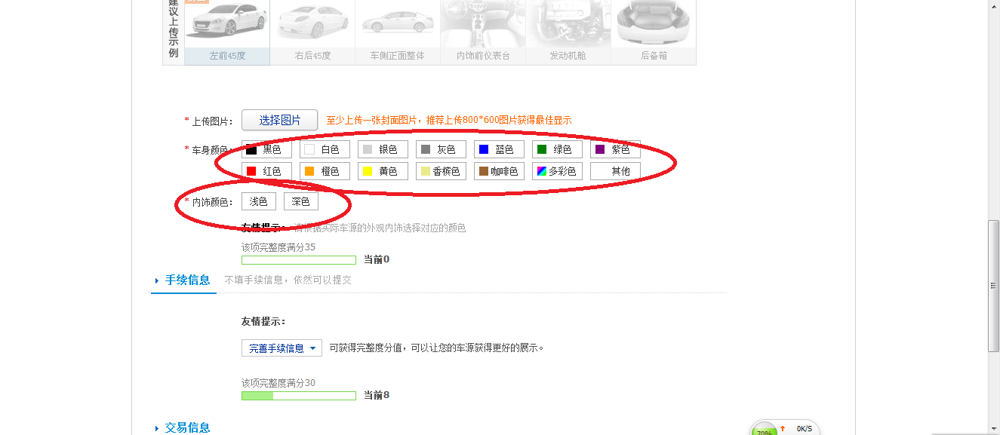 建议上传示例
左前45度 右后45度 车侧正面整体 内饰前仪表台 发动机舱 后备箱
* 上传图片： 选择图片 至少上传一张封面图片，推荐上传800*600图片获得最佳显示
* 车身颜色： 黑色 白色 银色 灰色 蓝色 绿色 紫色
红色 橙色 黄色 香槟色 咖啡色 多彩色 其他
* 内饰颜色： 浅色 深色
友情提示： 请根据实际车源的外观内饰选择对应的颜色
该项完整度满分35
当前0
手续信息 不填手续信息，依然可以提交
友情提示：
完善手续信息 可获得完整度分值，可以让您的车源获得更好的展示。
该项完整度满分30
当前8
交易信息
70% 0K/S